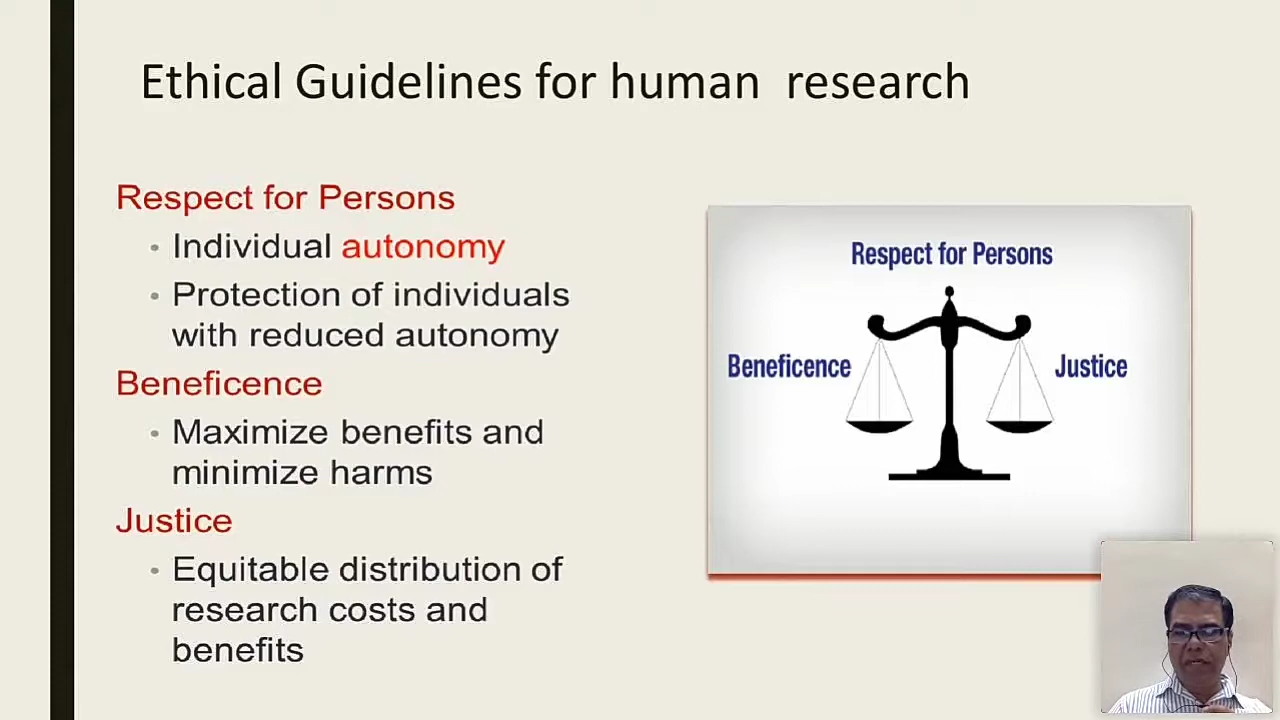 Ethical Guidelines for human  research
Respect for Persons
• Individual autonomy
• Protection of individuals
with reduced autonomy
Beneficence
• Maximize benefits and
minimize harms
Justice
• Equitable distribution of
research costs and
benefits
Respect for Persons
Beneficence
Justice